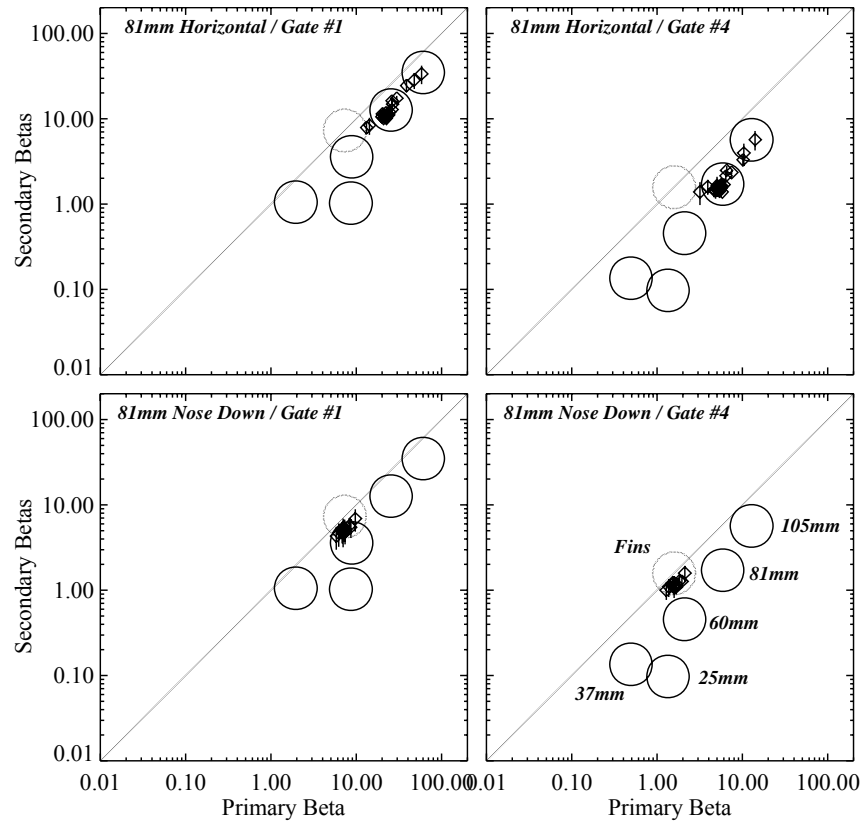 81mm Horizontal / Gate #1
81mm Horizontal / Gate #4
100.00
10.00
1.00
0.10
0.01
Secondary Betas
81mm Nose Down / Gate #1
81mm Nose Down / Gate #4
100.00
10.00
1.00
0.10
0.01
Secondary Betas
Fins
105mm
81mm
60mm
37mm
25mm
0.01 0.10 1.00 10.00 100.00
0.01 0.10 1.00 10.00 100.00
Primary Beta
Primary Beta